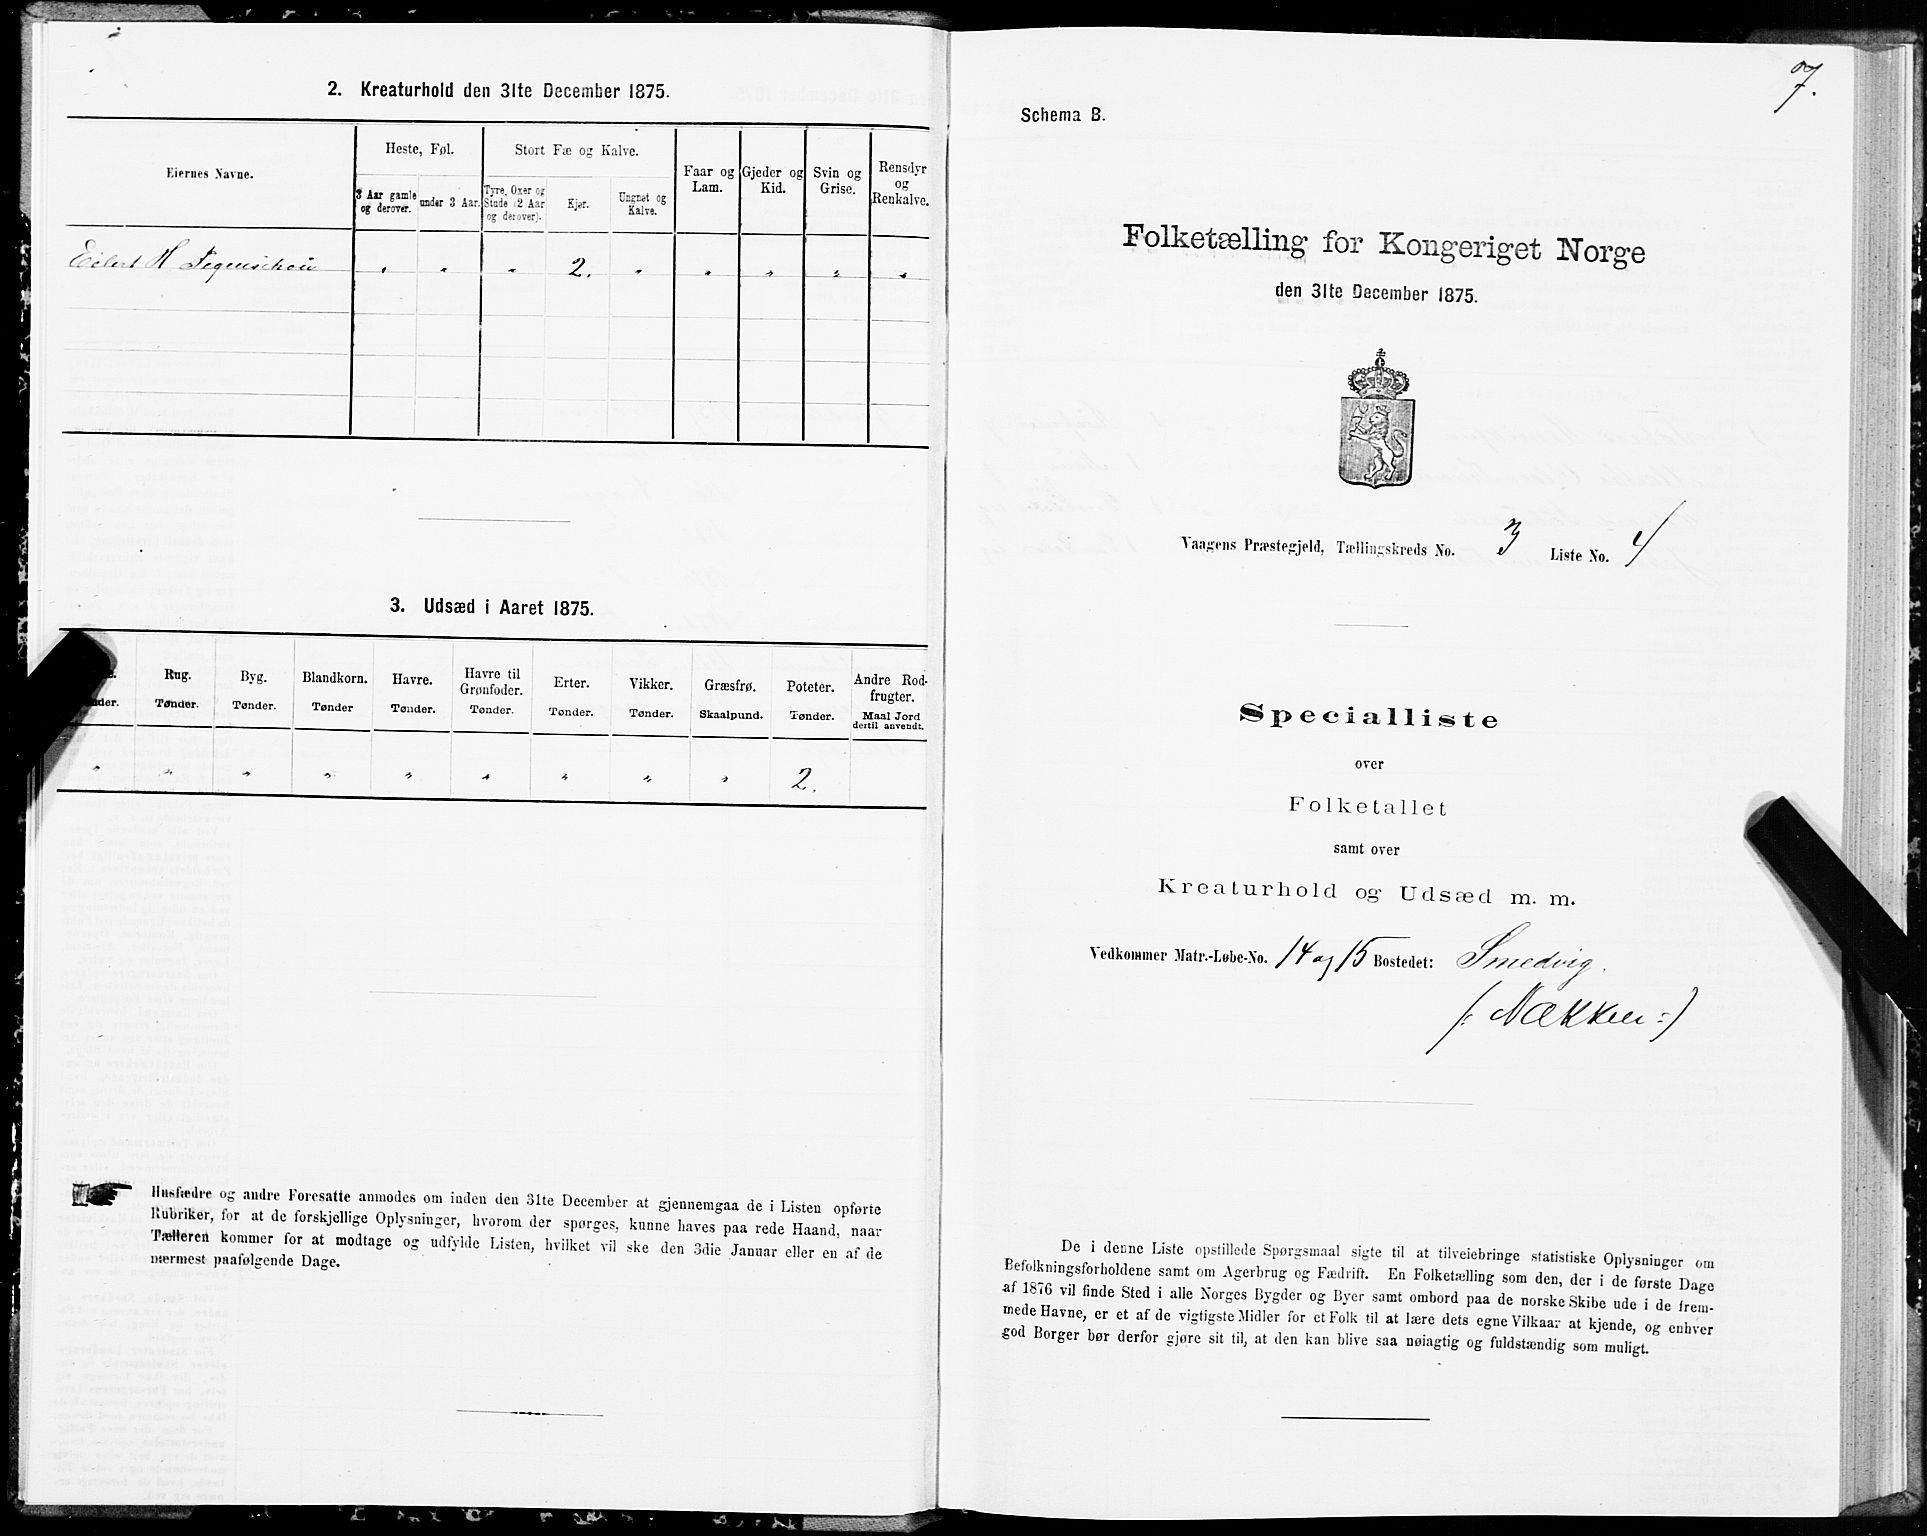 2. Kreaturhold den 31te December 1875.
Eiernes Navne.
Heste, Føl.
Stort Fæ og Kalve.
Faar og Lam.
Gjeder og Kid.
Svin og Grise.
Rensdyr og Renkalve.
3 Aar gamle og derover.
under 3 Aar.
Tyre, Oxer og Stude (2 Aar og derover).
Kjør.
Ungnøt og Kalve.
Eilert H. " " " 2. " " " " "
3. Udsæd i Aaret 1875.
Rug.
Byg.
Blandkorn.
Havre.
Havre til Grønfoder.
Erter.
Vikker.
Græsfrø.
Poteter.
Andre Rodfrugter.
Tønder.
Tønder.
Tønder
Tønder.
Tønder.
Tønder.
Tønder.
Skaalpund.
Tønder.
Maal Jord dertil anvendt.
" " " " " " " " " 2.
Husfædre og andre Foresatte anmodes om inden den 31te December at gjennemgaa de i Listen opførte
Rubriker, for at de forskjellige Oplysninger, hvorom der spørges, kunne haves paa rede Haand, naar
Tælleren kommer for at modtage og udfylde Listen, hvilket vil ske den 3die Januar eller en af de
nærmest paafølgende Dage.
7.
Schema B.
Folketælling for Kongeriget Norge
den 31te December 1875.
Vaagens Præstegjeld, Tællingskreds No. 3 Liste No. 4
Specialliste
over
Folketallet
samt over
Kreaturhold og Udsæd m. m.
Vedkommer Matr.-Løbe-No. 14 og 15 Bostedet: Smedvig.
(: Nækken :)
De i denne Liste opstillede Spørgsmaal sigte til at tilveiebringe statistiske Oplysninger om
Befolkningsforholdene samt om Agerbrug og Fædrift. En Folketælling som den, der i de første Dage
af 1876 vil finde Sted i alle Norges Bygder og Byer samt ombord paa de norske Skibe ude i de frem-
mede Havne, er et af de vigtigste Midler for et Folk til at lære dets egne Vilkaar at kjende, og enhver
god Borger bør derfor gjøre sit til, at den kan blive saa nøiagtig og fuldstændig som muligt.